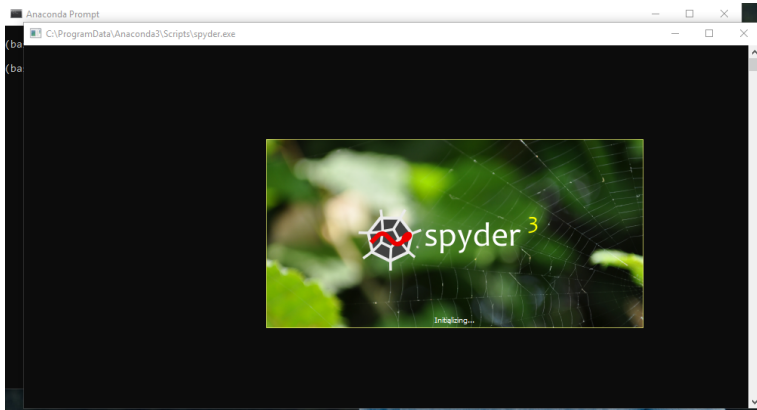 Anaconda Prompt
C:\ProgramData\Anaconda3\Scripts\spyder.exe
(ba
(ba
spyder 3
Initializing...